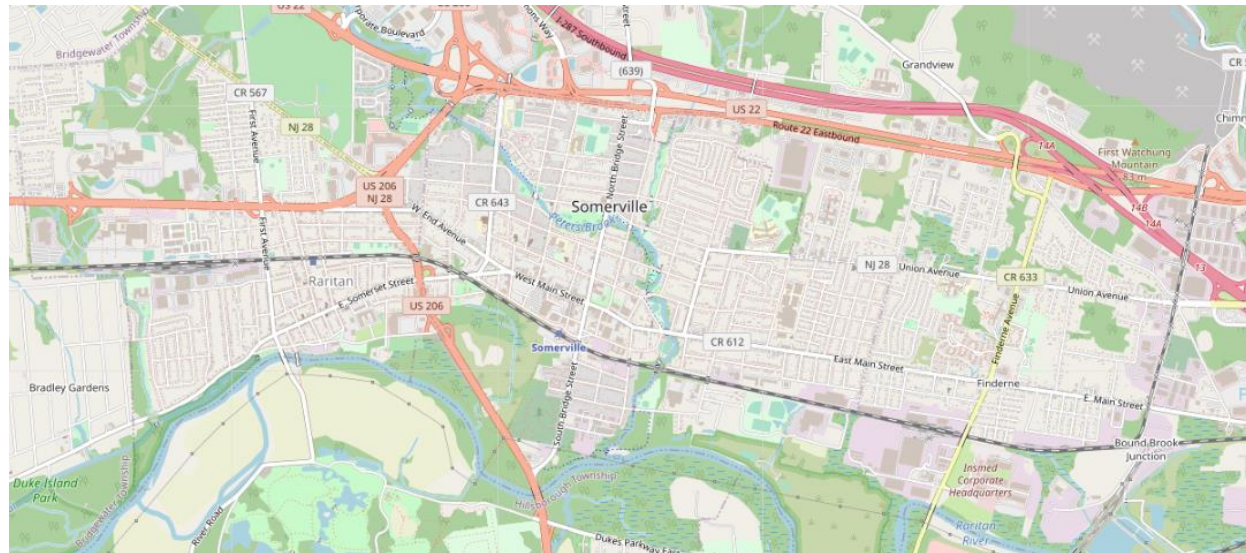 US 22
Corporate Boulevard
I 287 Southbound
(639)
Bridgewater Township
Grandview
CR 567
NJ 28
First Avenue
US 22
Route 22 Eastbound
North Bridge Street
14A
First Watchung
Mountain
83 m
US 206
NJ 28
CR 643
Somerville
Peters Brook
W. End Avenue
14B
14A
First Avenue
13
NJ 28
Union Avenue
CR 633
Union Avenue
Raritan
E. Somerset Street
West Main Street
US 206
Finderne Avenue
Somerville
CR 612
East Main Street
Bradley Gardens
Finderne
E. Main Street
South Bridge Street
Bound Brook
Junction
Duke Island
Park
Bridgewater Township
River Road
Hillsborough Township
Insmed
Corporate
Headquarters
Raritan
River